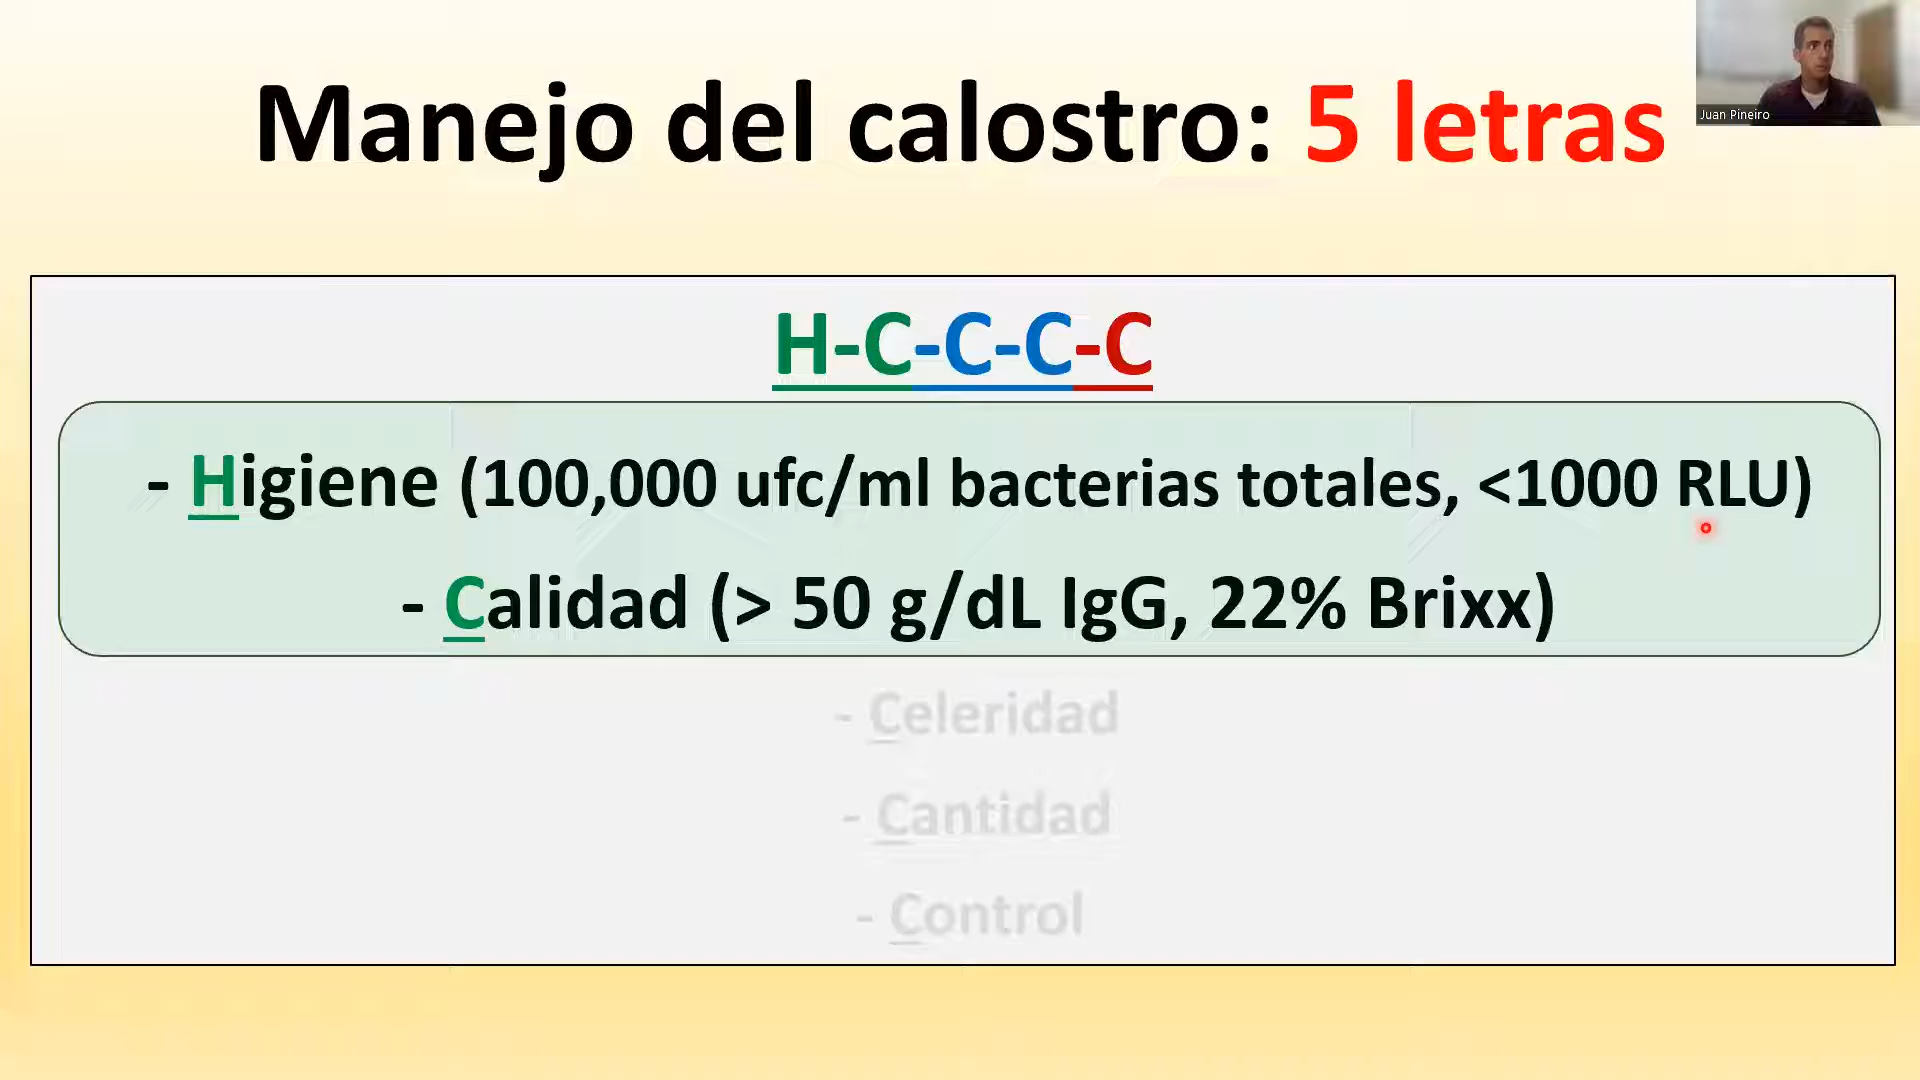 Manejo del calostro: 5 letras
Juan Pineiro
H-C-C-C-C
- Higiene (100,000 ufc/ml bacterias totales, <1000 RLU)
- Calidad (> 50 g/dL IgG, 22% Brixx)
- Celeridad
- Cantidad
- Control